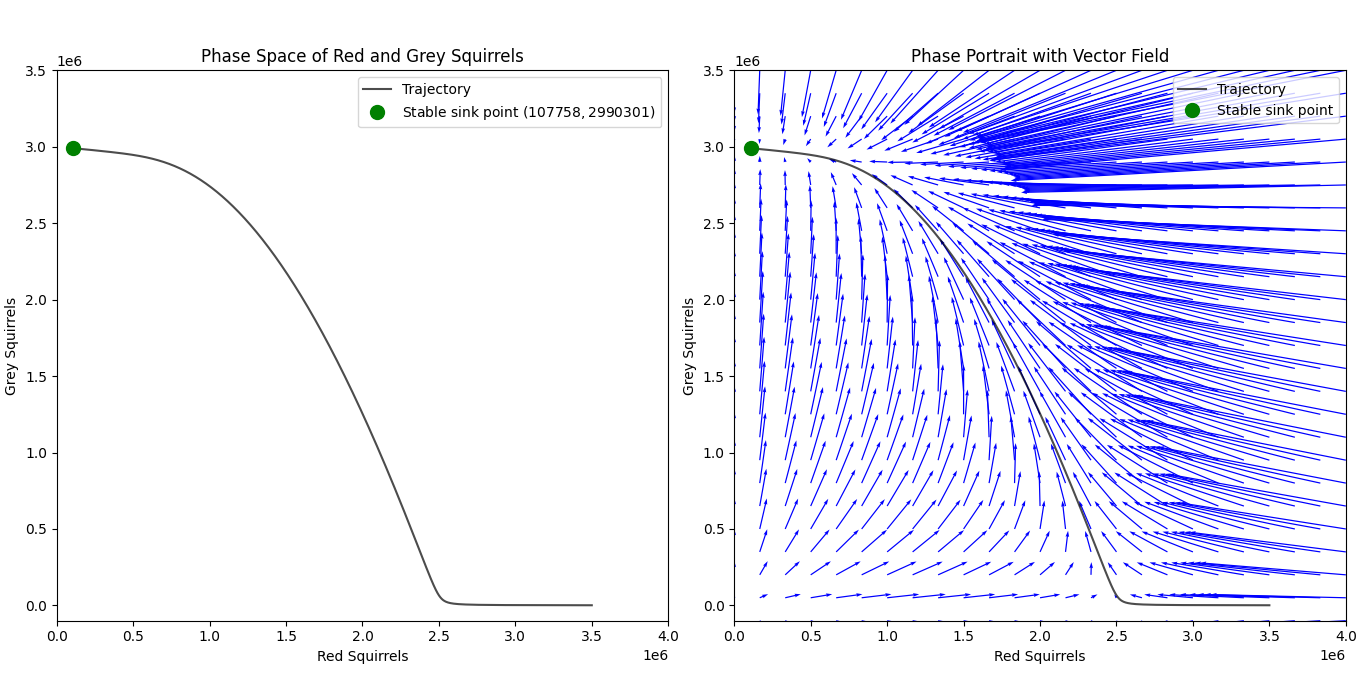 Phase Space of Red and Grey Squirrels
1e6
3.5
3.0
2.5
2.0
1.5
1.0
0.5
0.0
Grey Squirrels
Trajectory
Stable sink point (107758, 2990301)
0.0 0.5 1.0 1.5 2.0 2.5 3.0 3.5 4.0
Red Squirrels
1e6
Phase Portrait with Vector Field
1e6
3.5
3.0
2.5
2.0
1.5
1.0
0.5
0.0
Grey Squirrels
Trajectory
Stable sink point
0.0 0.5 1.0 1.5 2.0 2.5 3.0 3.5 4.0
Red Squirrels
1e6